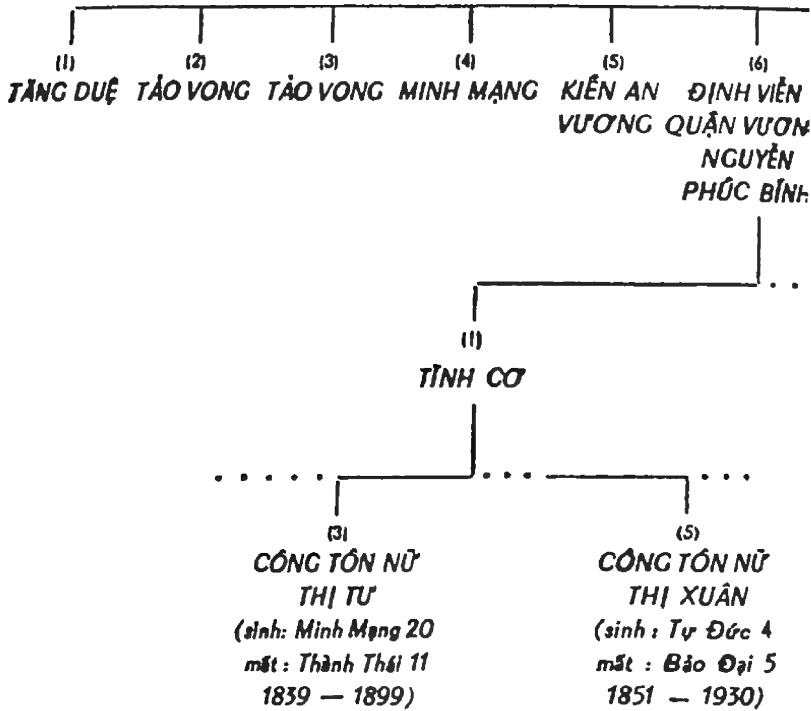 (1) (2) (3) (4) (5) (6)
TĂNG DUỆ TẢO VONG TẢO VONG MINH MẠNG KIẾN AN ĐỊNH VIỄN
VƯƠNG QUẬN VƯƠN
NGUYỄN
PHÚC BÍNH
(1)
TĨNH CƠ
(3) (5)
CÔNG TÔN NỮ CÔNG TÔN NỮ
THỊ TƯ THỊ XUÂN
(sinh: Minh Mạng 20 (sinh : Tự Đức 4
mất : Thành Thái 11 mất : Bảo Đại 5
1839 — 1899) 1851 — 1930)